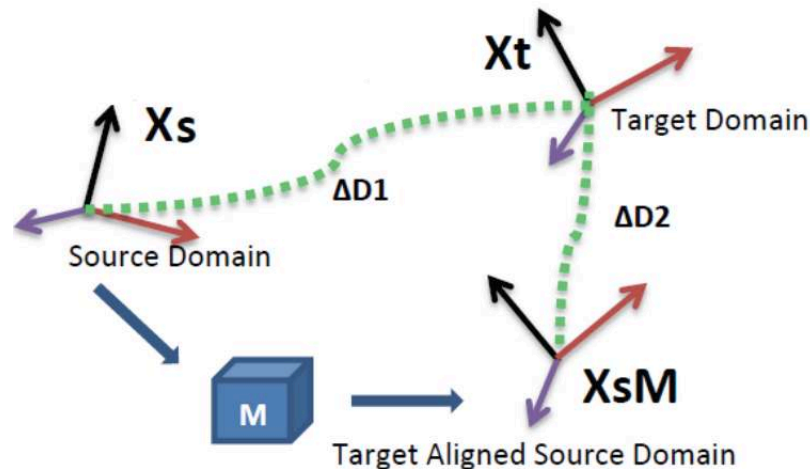 Xt
Target Domain
Xs
ΔD1
ΔD2
Source Domain
M
XsM
Target Aligned Source Domain